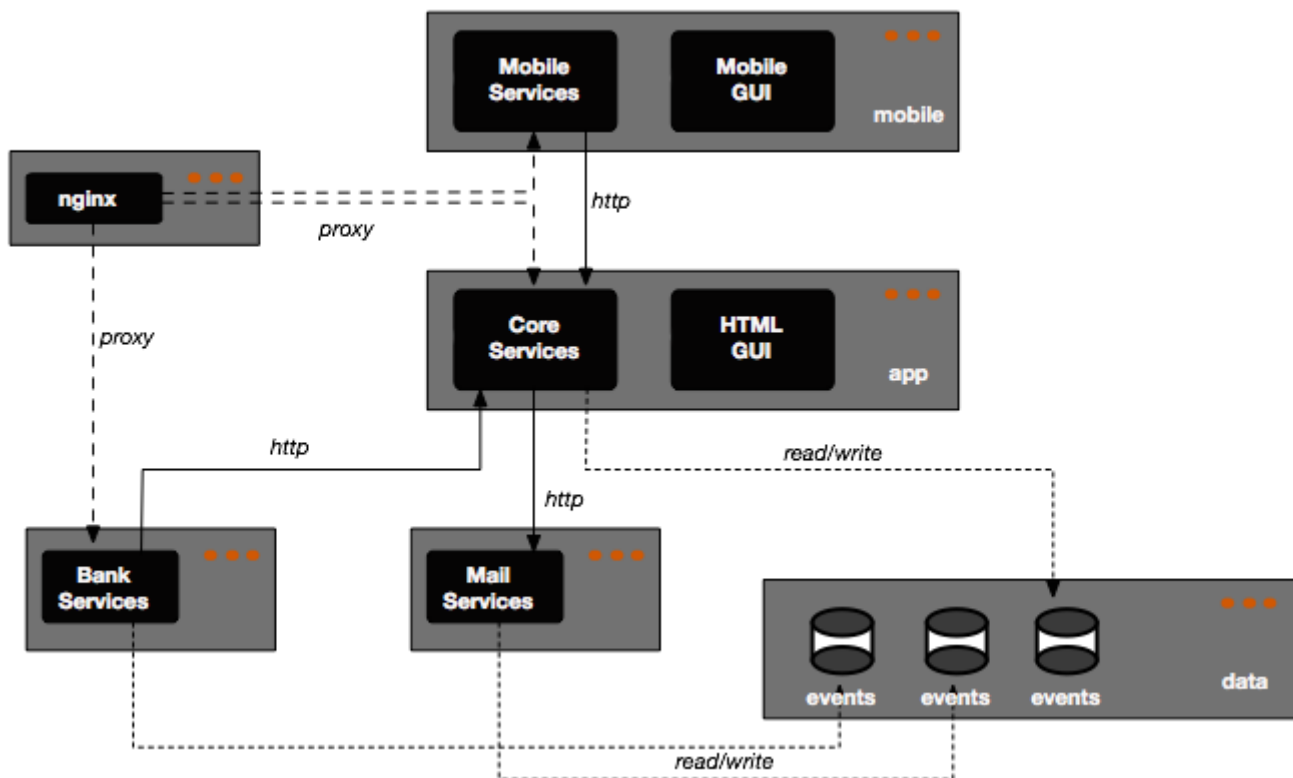 Mobile
Services
Mobile
GUI
mobile
nginx
http
proxy
Core
Services
HTML
GUI
proxy
app
http
read/write
http
Bank
Services
Mail
Services
events
events
events
data
read/write